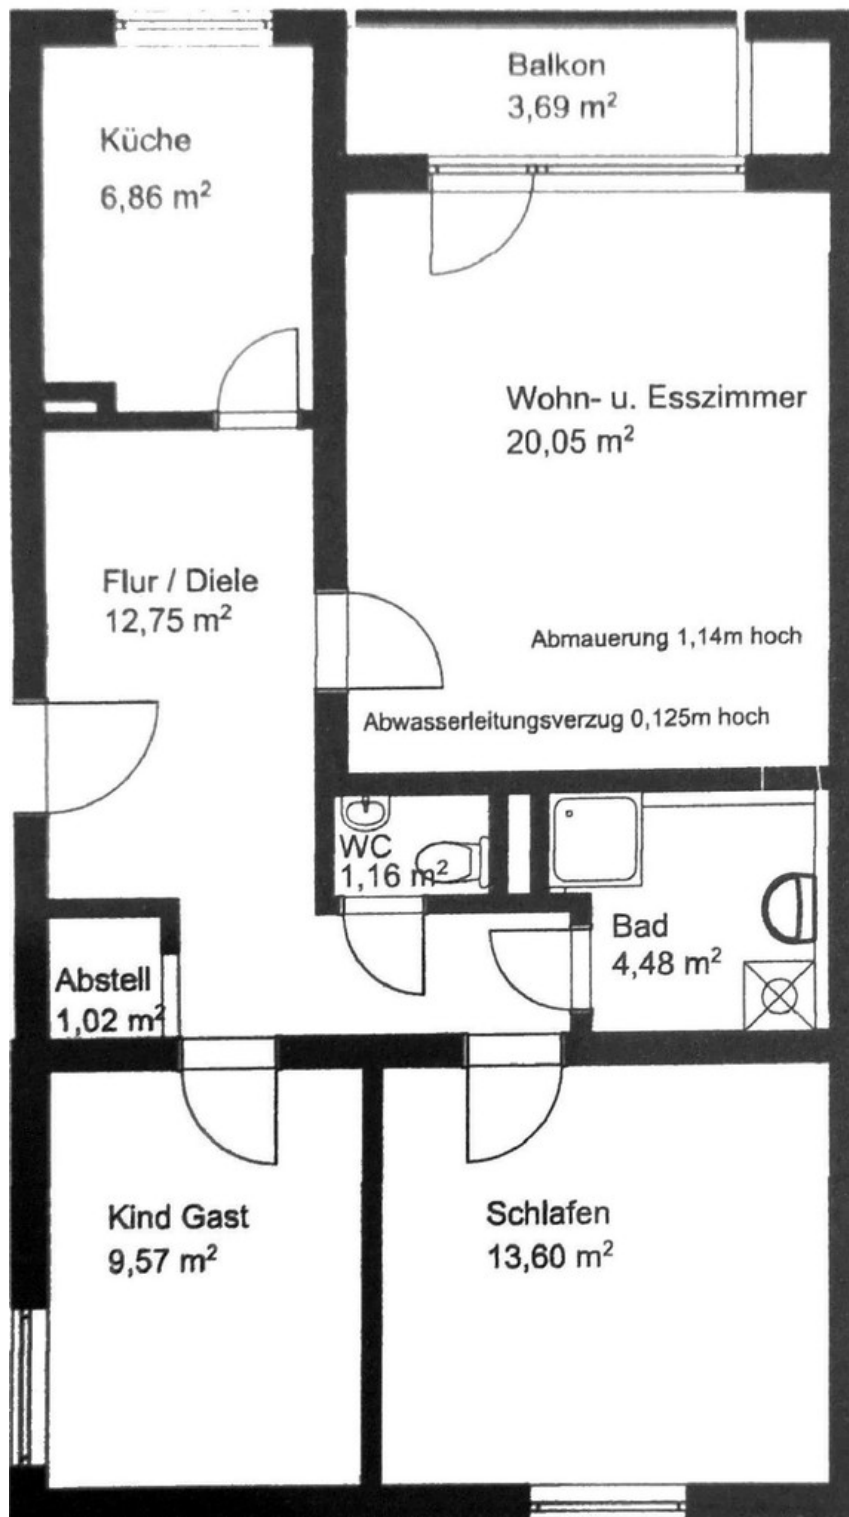 Balkon
3,69 m²
Küche
6,86 m²
Wohn- u. Esszimmer
20,05 m²
Flur / Diele
12,75 m²
Abmauerung 1,14m hoch
Abwasserleitungsverzug 0,125m hoch
WC
1,16 m²
Bad
4,48 m²
Abstell
1,02 m²
Kind Gast
9,57 m²
Schlafen
13,60 m²